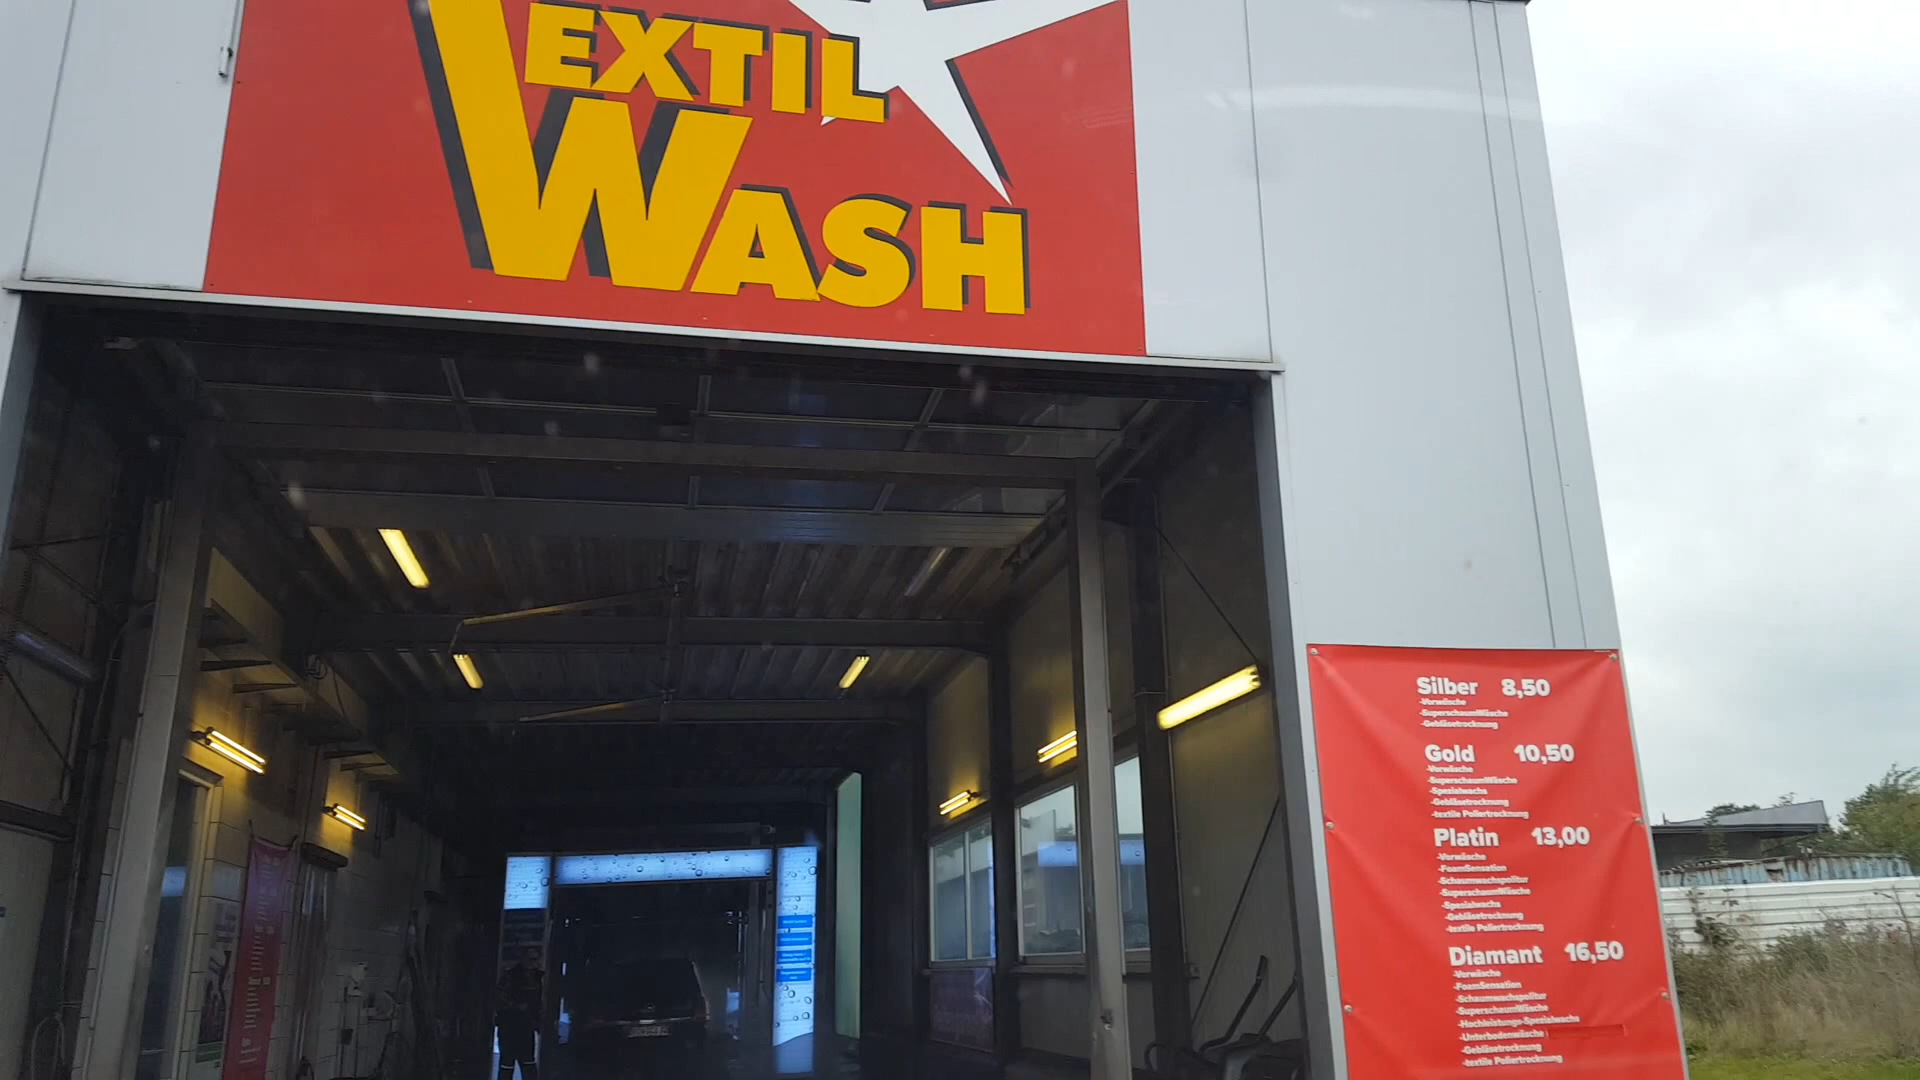 EXTIL
WASH
Silber 8,50
-Vorwäsche
-SuperschaumWäsche
-Gebläsetrocknung
Gold 10,50
-Vorwäsche
-SuperschaumWäsche
-Spezialwachs
-Gebläsetrocknung
-textile Poliertrocknung
Platin 13,00
-Vorwäsche
-FoamSensation
-Schaumwachspolitur
-SuperschaumWäsche
-Spezialwachs
-Gebläsetrocknung
-textile Poliertrocknung
Diamant 16,50
-Vorwäsche
-FoamSensation
-Schaumwachspolitur
-SuperschaumWäsche
-Hochleistungs-Spezialwachs
-Unterbodenwäsche
-Gebläsetrocknung
-textile Poliertrocknung